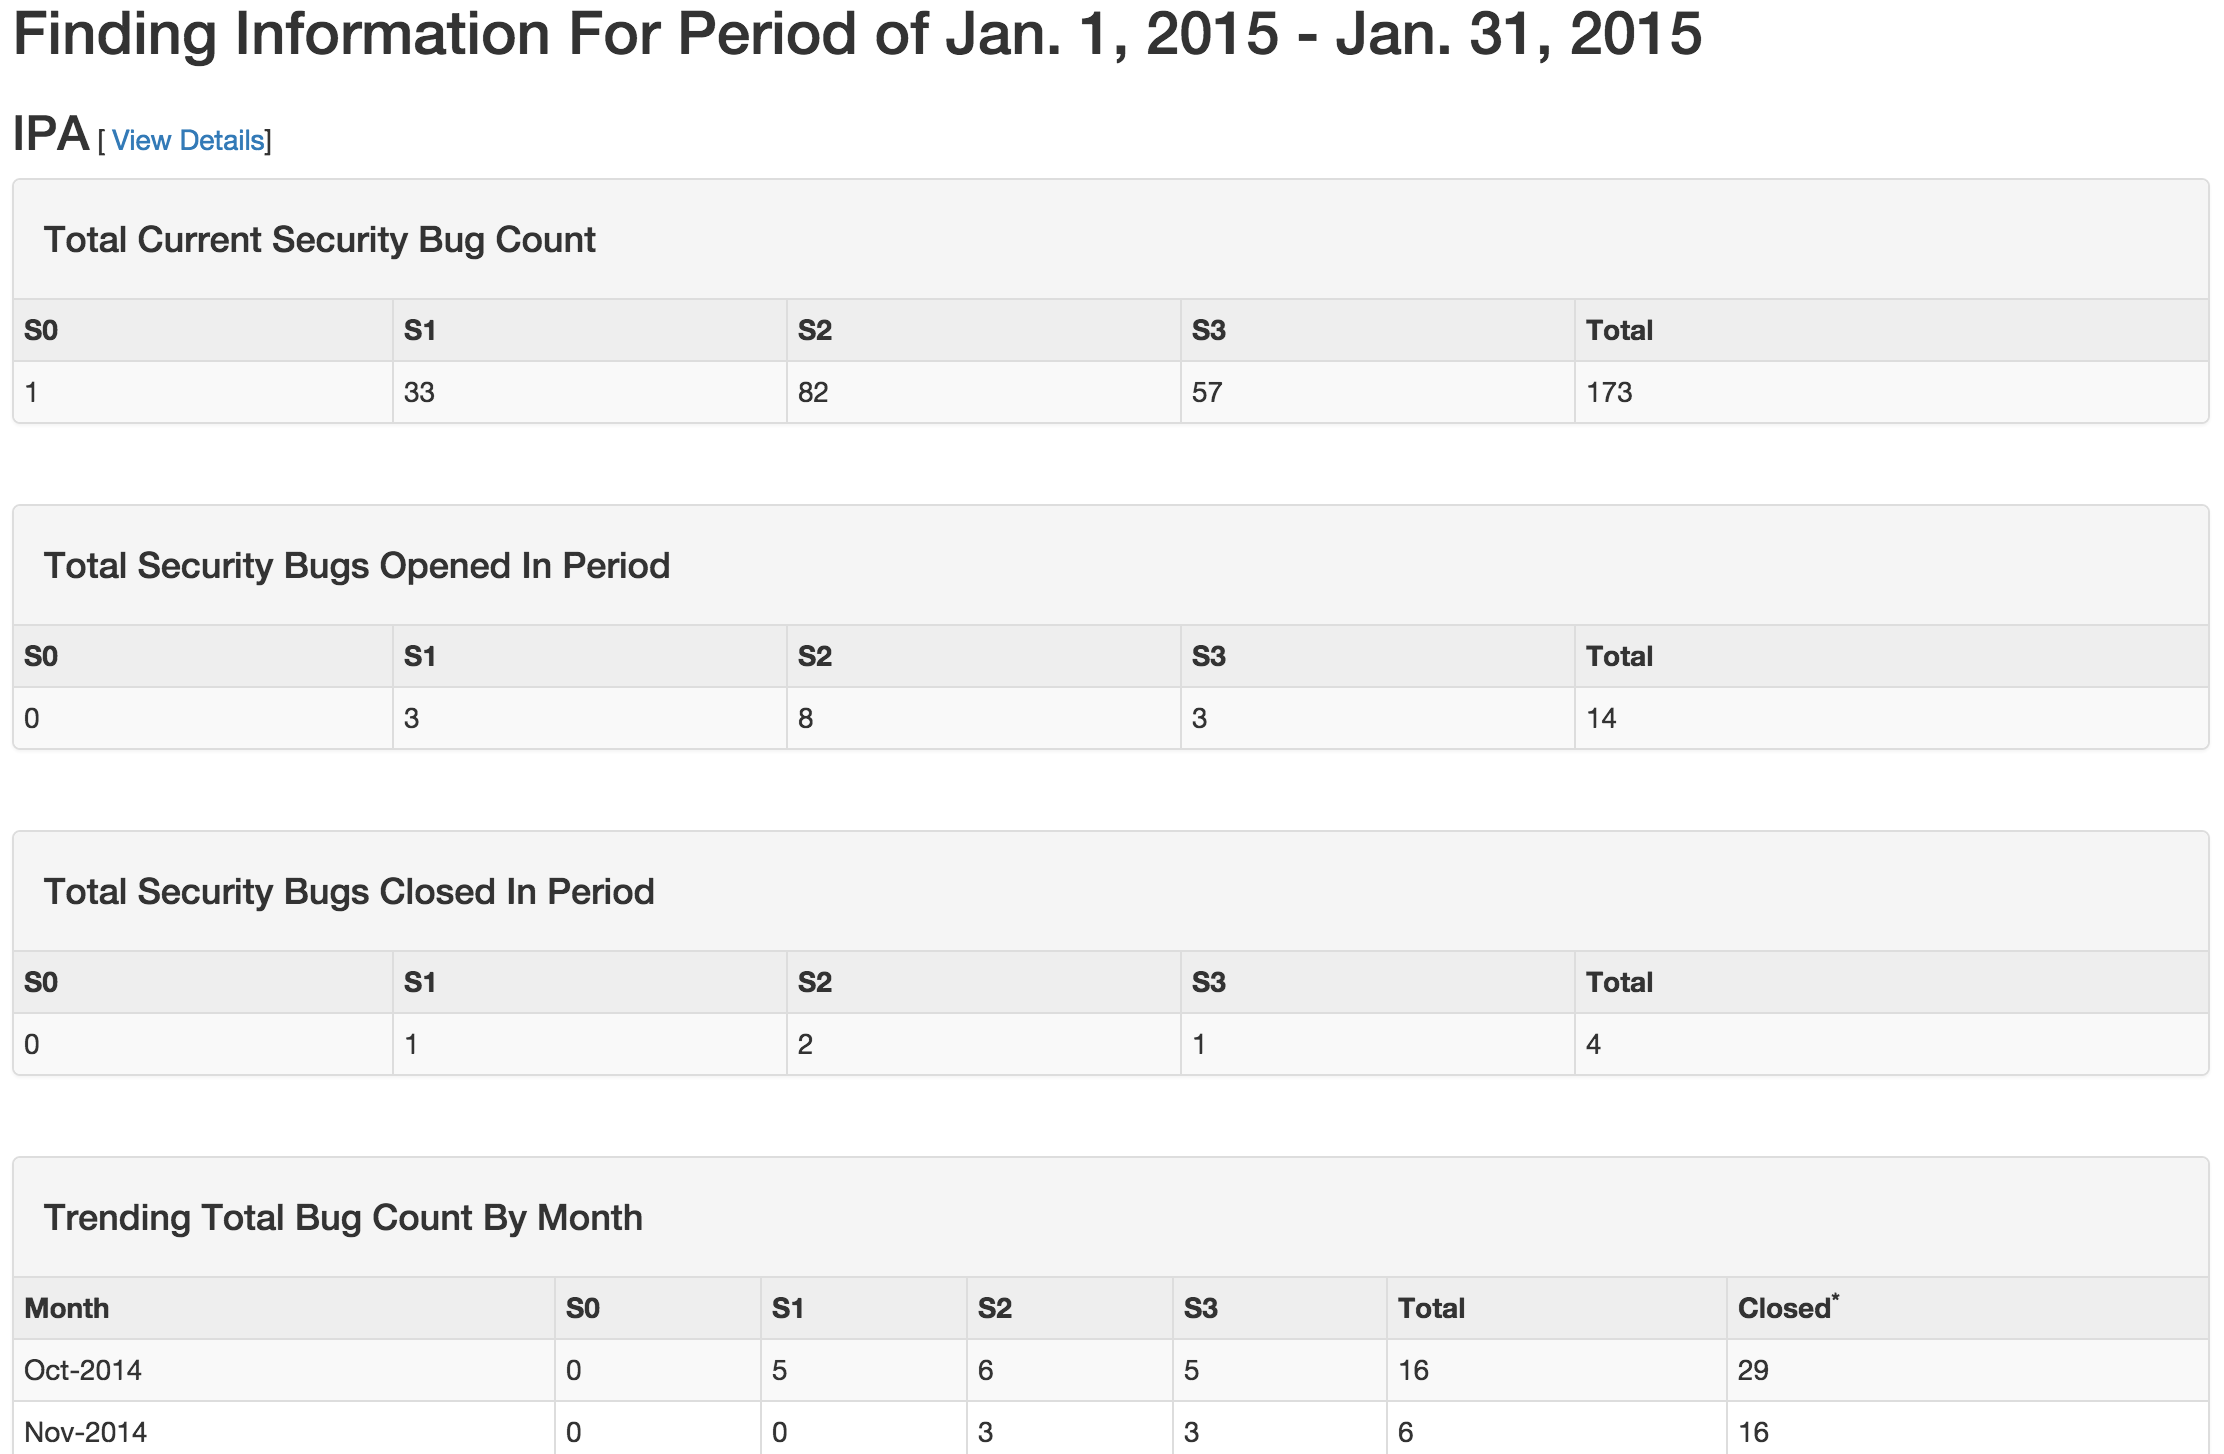 Finding Information For Period of Jan. 1, 2015 - Jan. 31, 2015
IPA [ View Details]
Total Current Security Bug Count
S0 S1 S2 S3 Total
1 33 82 57 173
Total Security Bugs Opened In Period
S0 S1 S2 S3 Total
0 3 8 3 14
Total Security Bugs Closed In Period
S0 S1 S2 S3 Total
0 1 2 1 4
Trending Total Bug Count By Month
Month S0 S1 S2 S3 Total Closed*
Oct-2014 0 5 6 5 16 29
Nov-2014 0 0 3 3 6 16